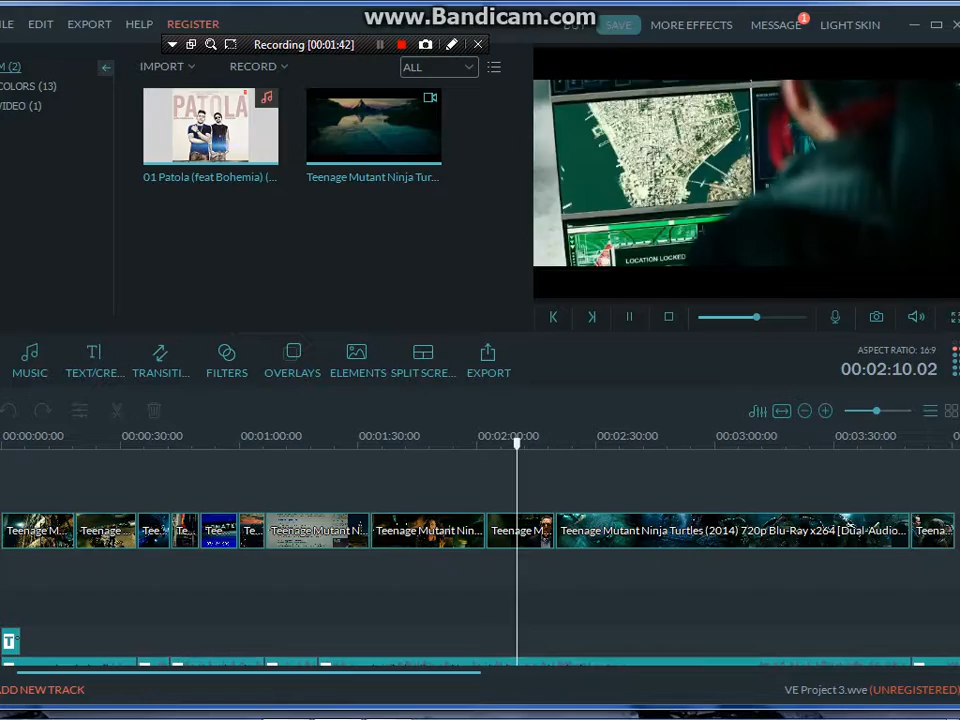 www.Bandicam.com
ILE EDIT EXPORT HELP REGISTER SAVE MORE EFFECTS MESSAGE 1 LIGHT SKIN
Recording [00:01:42]
M (2)
COLORS (13)
VIDEO (1)
IMPORT RECORD ALL
PATOLA
01 Patola (feat Bohemia) (...
Teenage Mutant Ninja Tur...
LOCATION LOCKED
MUSIC TEXT/CRE... TRANSITI... FILTERS OVERLAYS ELEMENTS SPLIT SCRE... EXPORT
ASPECT RATIO: 16:9
00:02:10.02
00:00:00:00 00:00:30:00 00:01:00:00 00:01:30:00 00:02:00:00 00:02:30:00 00:03:00:00 00:03:30:00
Teenage M... Teenage ... Tee... Te... Tee... Te... Teenage Mutant Ni... Teenage Mutant Nin... Teenage M... Teenage Mutant Ninja Turtles (2014) 720p Blu-Ray x264 [Dual-Audio... Teena...
T
ADD NEW TRACK
VE Project 3.wve (UNREGISTERED)